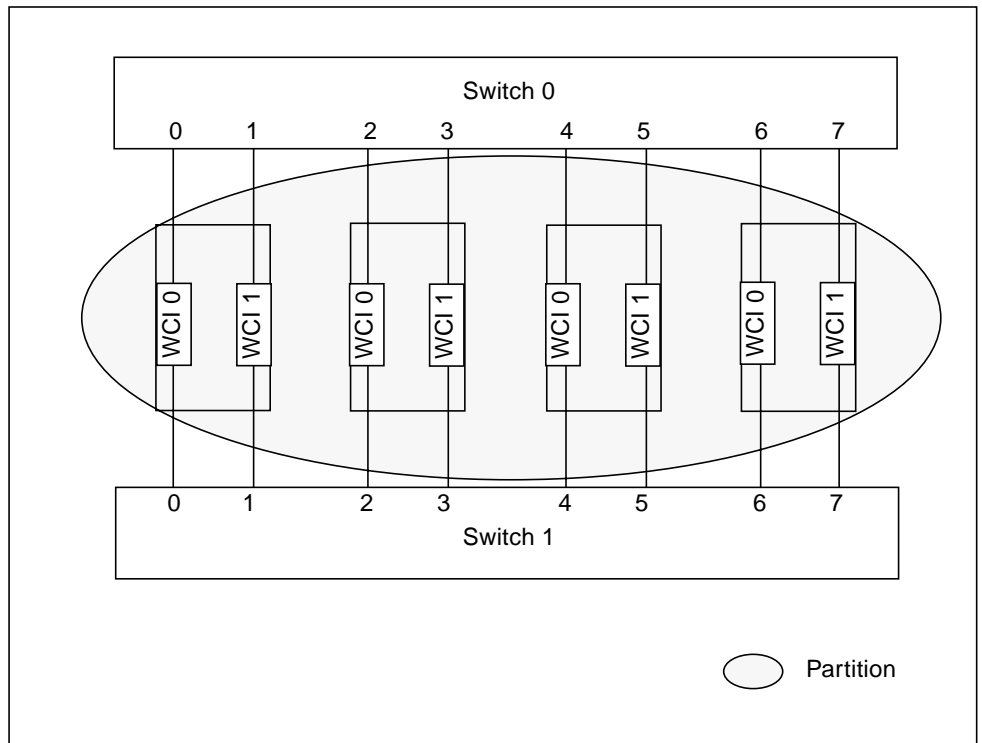 Switch 0
0 1 2 3 4 5 6 7
WCI 0 WCI 1 WCI 0 WCI 1 WCI 0 WCI 1 WCI 0 WCI 1
0 1 2 3 4 5 6 7
Switch 1
Partition